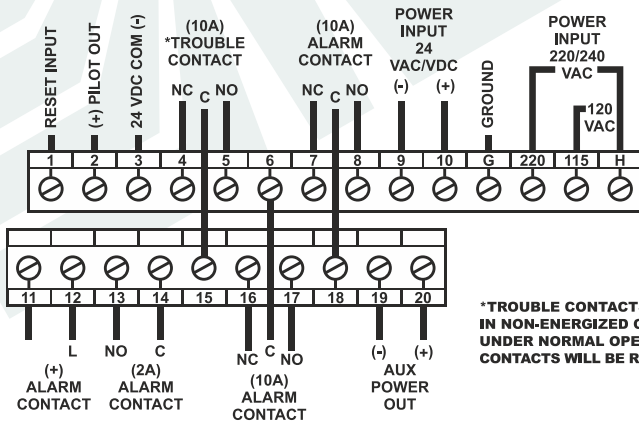 RESET INPUT
(+) PILOT OUT
24 VDC COM (-)
(10A)
*TROUBLE
CONTACT
NC C NO
(10A)
ALARM
CONTACT
NC C NO
POWER
INPUT
24
VAC/VDC
(-) (+)
GROUND
POWER
INPUT
220/240
VAC
120
VAC
1 2 3 4 5 6 7 8 9 10 G 220 115 H
11 12 13 14 15 16 17 18 19 20
L
(+)
ALARM
CONTACT
NO C
(2A)
ALARM
CONTACT
NC C NO
(10A)
ALARM
CONTACT
(-) (+)
AUX
POWER
OUT
*TROUBLE CONTACT
IN NON-ENERGIZED
UNDER NORMAL
CONTACTS WILL BE